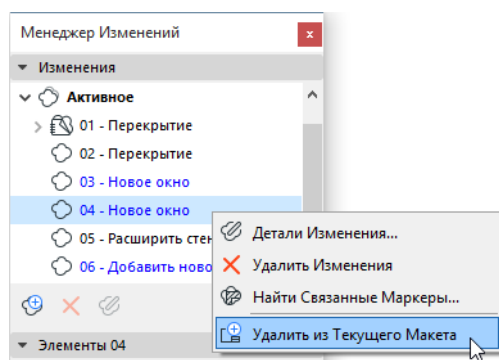 Менеджер Изменений
x
Изменения
Активное
01 - Перекрытие
02 - Перекрытие
03 - Новое окно
04 - Новое окно
05 - Расширить стен
06 - Добавить ново
Детали Изменения...
Удалить Изменения
Найти Связанные Маркеры...
Удалить из Текущего Макета
Элементы 04